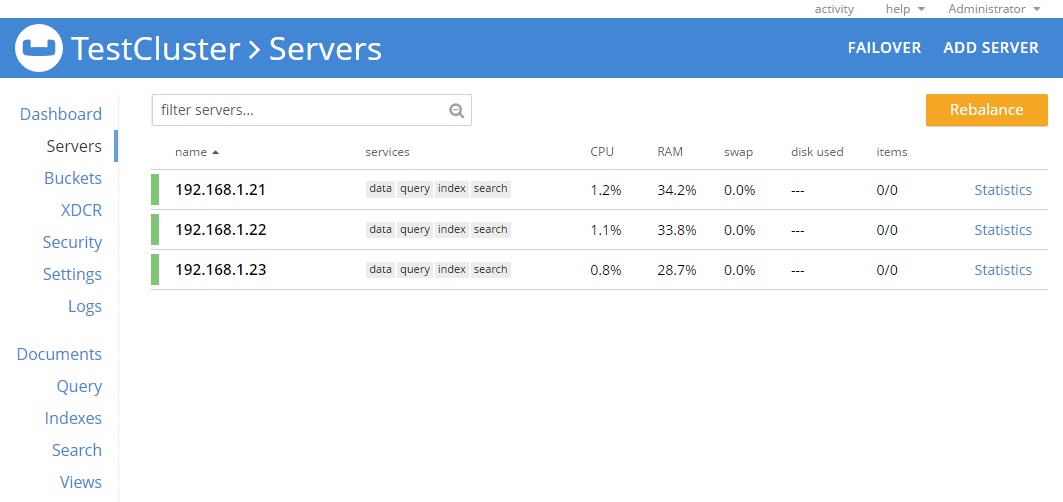 activity help Administrator
TestCluster > Servers FAILOVER ADD SERVER
Dashboard
Servers
Buckets
XDCR
Security
Settings
Logs
Documents
Query
Indexes
Search
Views
filter servers... Rebalance
name services CPU RAM swap disk used items
192.168.1.21 data query index search 1.2% 34.2% 0.0% --- 0/0 Statistics
192.168.1.22 data query index search 1.1% 33.8% 0.0% --- 0/0 Statistics
192.168.1.23 data query index search 0.8% 28.7% 0.0% --- 0/0 Statistics